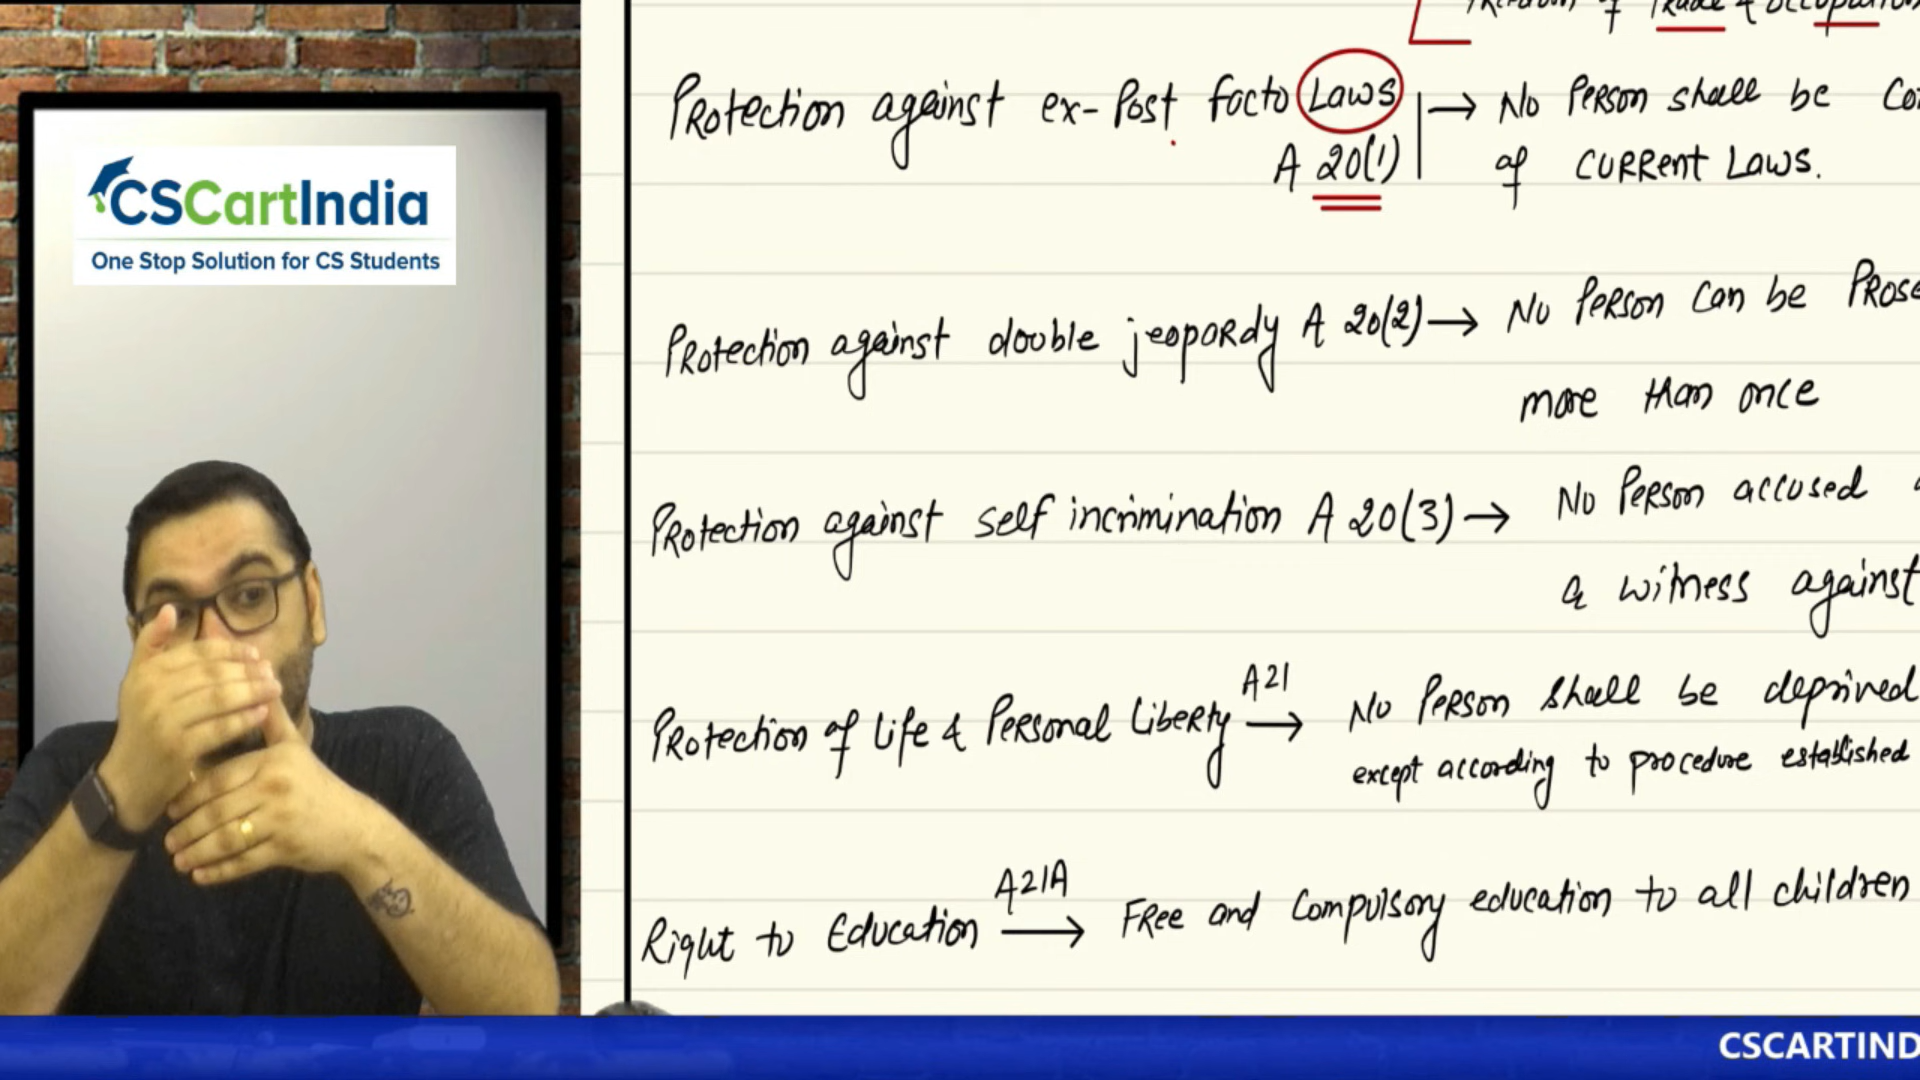 CSCartIndia
One Stop Solution for CS Students
of Trade & Occupation
Protection against ex-Post facto Laws
A 20(1)
→ No Person shall be
of current Laws.
Protection against double jeopardy A 20(2) → No Person can be
more than once
Protection against self incrimination A 20(3) → No Person accused
a witness against
Protection of Life & Personal Liberty A21 → No Person shall be deprived
except according to procedure established
Right to Education A21A → Free and Compulsory education to all children
CSCARTIND